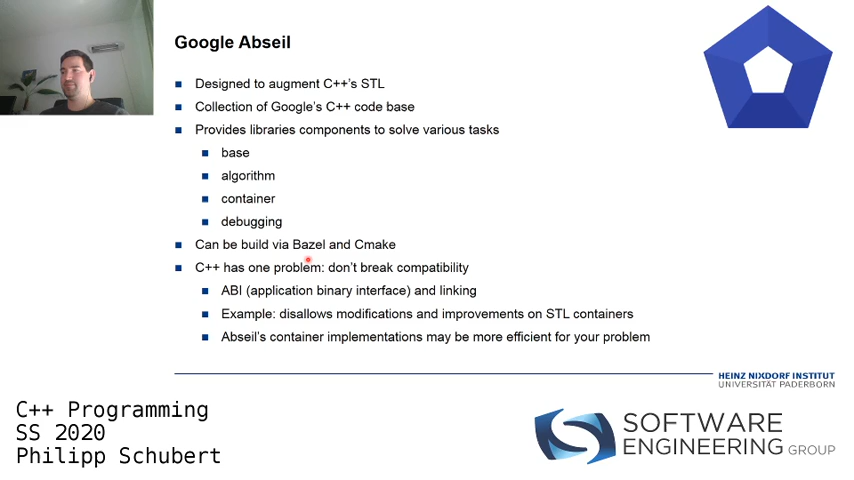 Google Abseil
Designed to augment C++'s STL
Collection of Google's C++ code base
Provides libraries components to solve various tasks
base
algorithm
container
debugging
Can be build via Bazel and Cmake
C++ has one problem: don't break compatibility
ABI (application binary interface) and linking
Example: disallows modifications and improvements on STL containers
Abseil's container implementations may be more efficient for your problem
HEINZ NIXDORF INSTITUT
UNIVERSITÄT PADERBORN
C++ Programming
SS 2020
Philipp Schubert
SOFTWARE
ENGINEERING GROUP